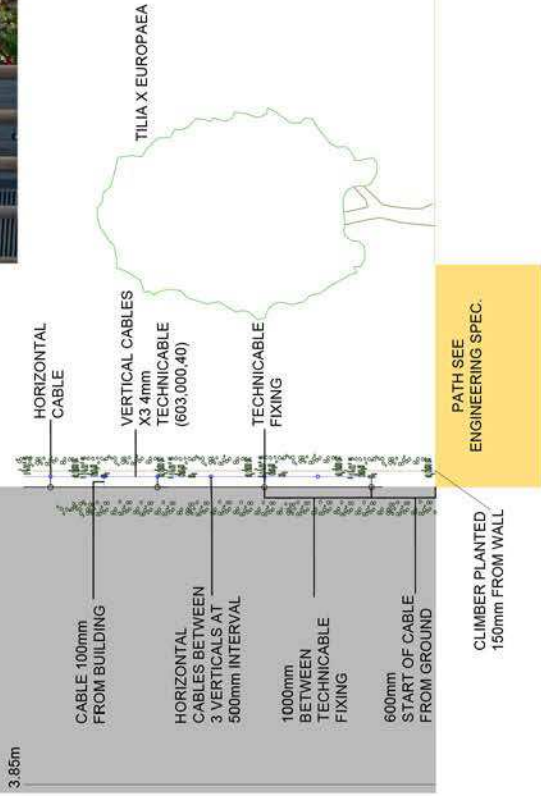 3.85m
CABLE 100mm
FROM BUILDING
HORIZONTAL
CABLES BETWEEN
3 VERTICALS AT
500mm INTERVAL
1000mm
BETWEEN
TECHNICABLE
FIXING
600mm
START OF CABLE
FROM GROUND
HORIZONTAL
CABLE
VERTICAL CABLES
X3 4mm
TECHNICABLE
(603,000,40)
TECHNICABLE
FIXING
TILIA X EUROPAEA
PATH SEE
ENGINEERING SPEC.
CLIMBER PLANTED
150mm FROM WALL